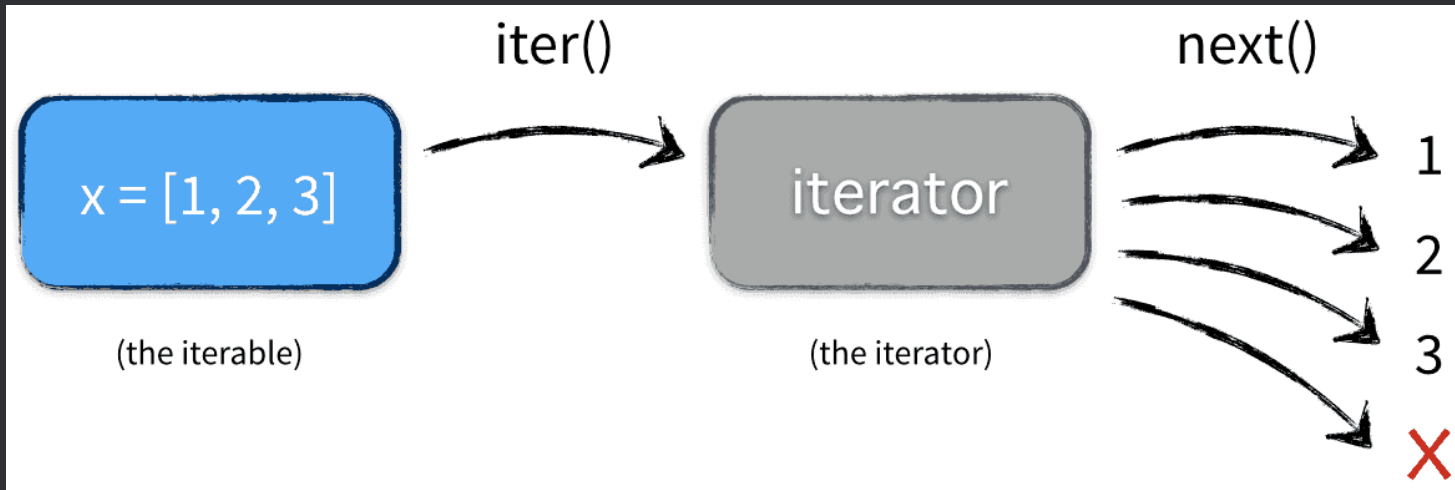 iter()
next()
x = [1, 2, 3]
iterator
1
2
3
X
(the iterable)
(the iterator)